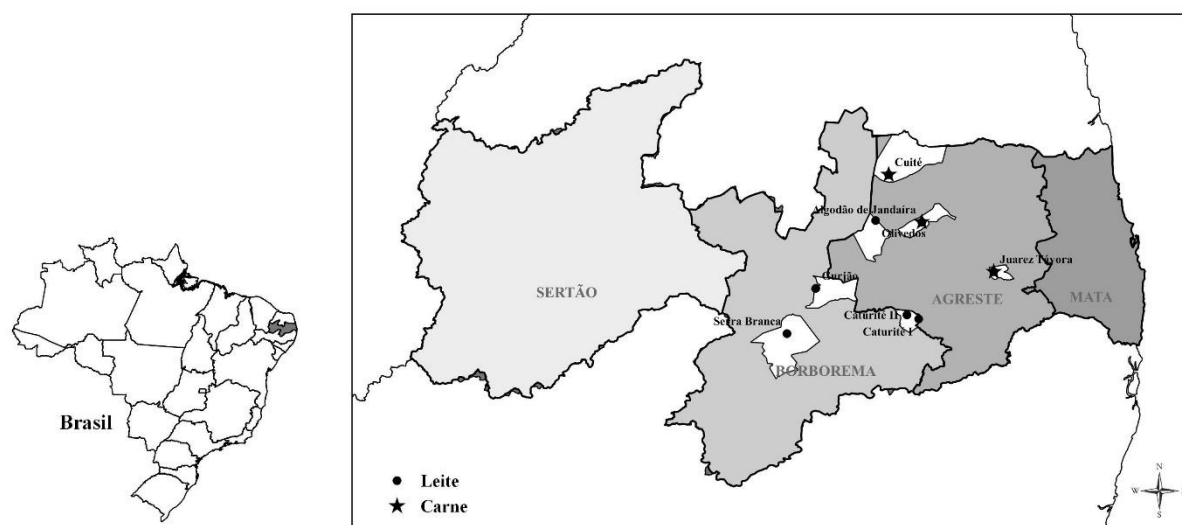 Cuité
Algodão de Jandaíra
Olivedos
Juarez Távora
Gurjão
SERTÃO
AGRESTE
MATA
Serra Branca
Caturité II
Caturité I
BORBOREMA
Brasil
Leite
Carne
N
W
S